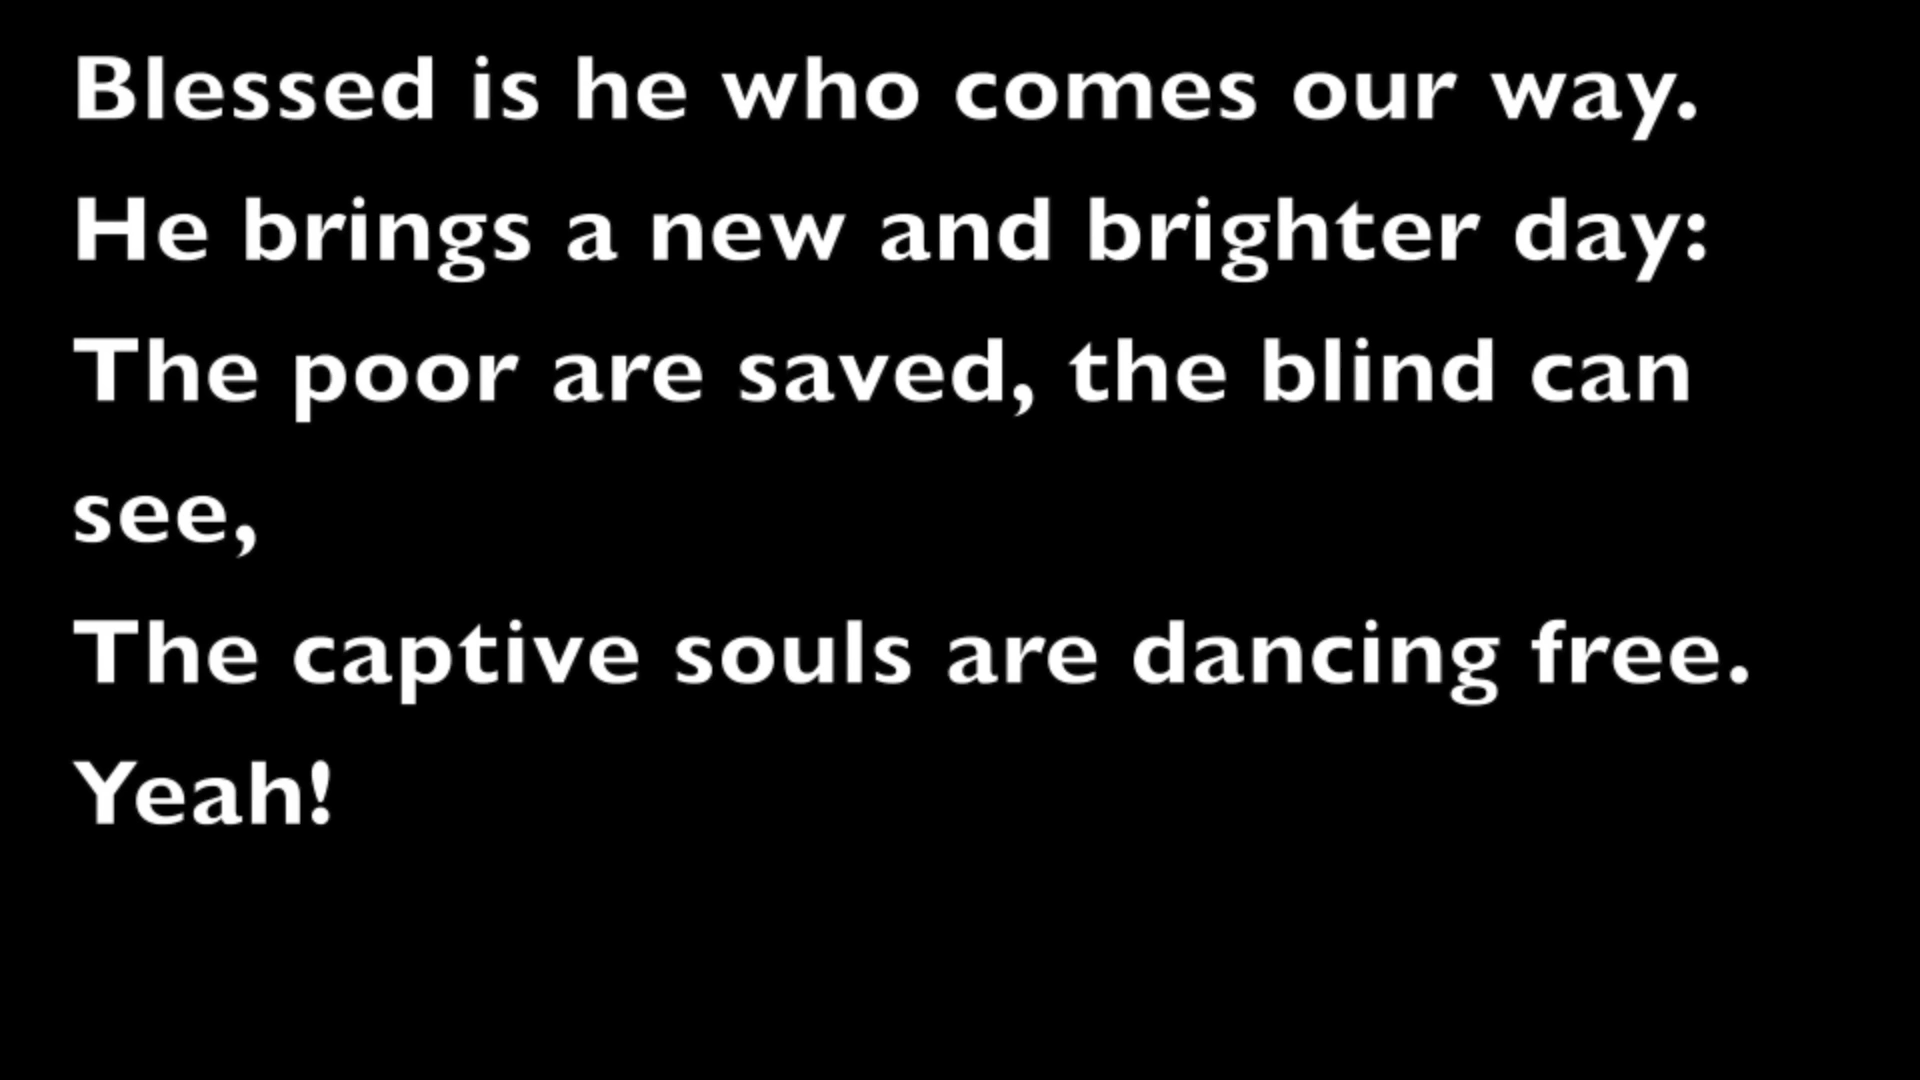 Blessed is he who comes our way.
He brings a new and brighter day:
The poor are saved, the blind can
see,
The captive souls are dancing free.
Yeah!